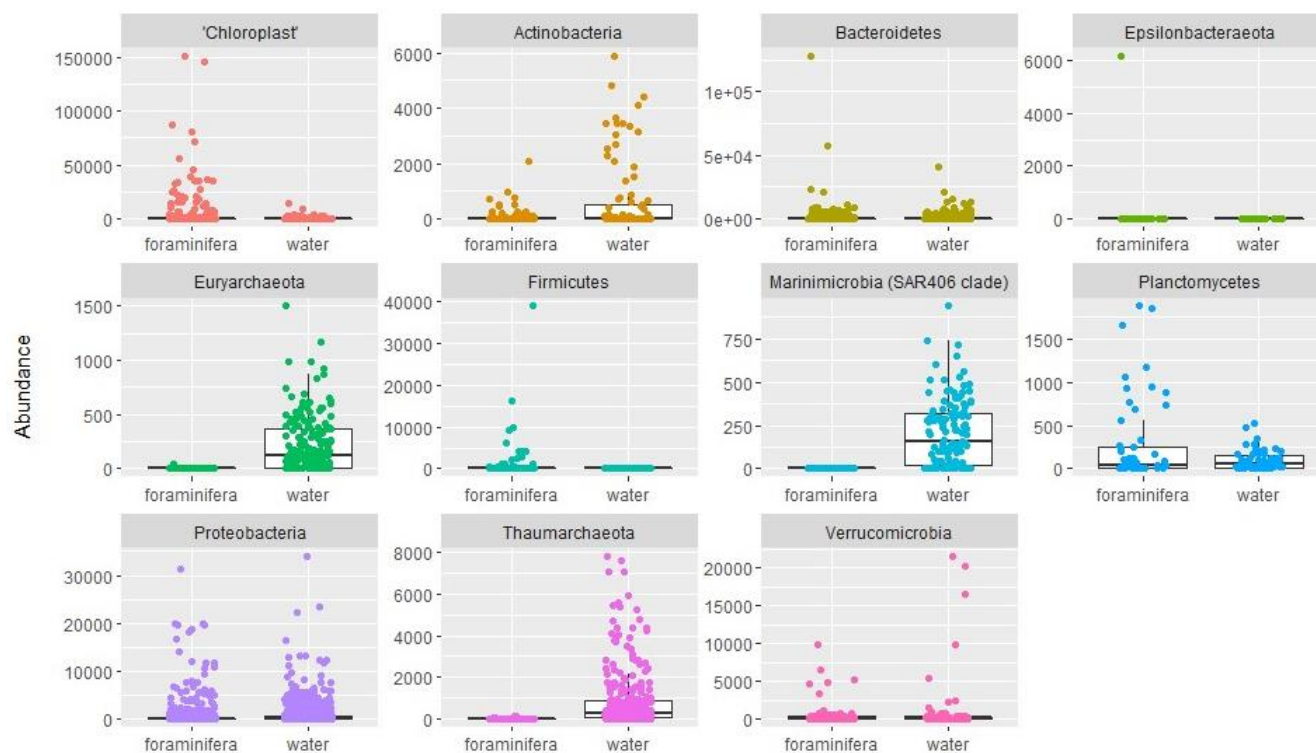 'Chloroplast' Actinobacteria Bacteroidetes Epsilonbacteraeota
150000 100000 50000 0
6000 4000 2000 0
1e+05 5e+04 0e+00
6000 4000 2000 0
foraminifera water foraminifera water foraminifera water foraminifera water
Euryarchaeota Firmicutes Marinimicrobia (SAR406 clade) Planctomycetes
Abundance
1500 1000 500 0
40000 30000 20000 10000 0
750 500 250 0
1500 1000 500 0
foraminifera water foraminifera water foraminifera water foraminifera water
Proteobacteria Thaumarchaeota Verrucomicrobia
30000 20000 10000 0
8000 6000 4000 2000 0
20000 15000 10000 5000 0
foraminifera water foraminifera water foraminifera water